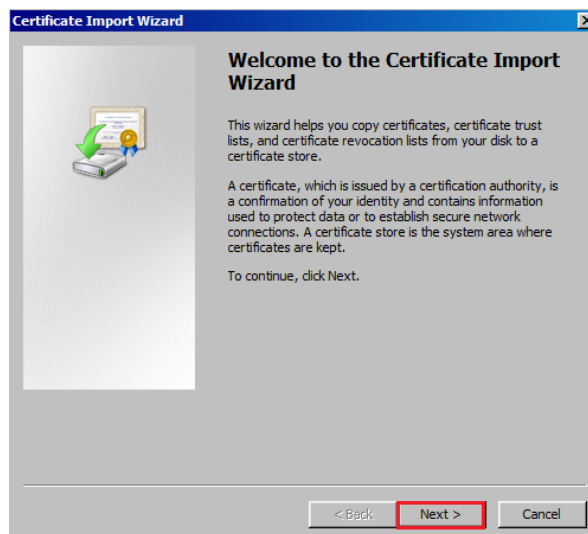 Certificate Import Wizard
Welcome to the Certificate Import
Wizard
This wizard helps you copy certificates, certificate trust
lists, and certificate revocation lists from your disk to a
certificate store.
A certificate, which is issued by a certification authority, is
a confirmation of your identity and contains information
used to protect data or to establish secure network
connections. A certificate store is the system area where
certificates are kept.
To continue, click Next.
< Back
Next >
Cancel